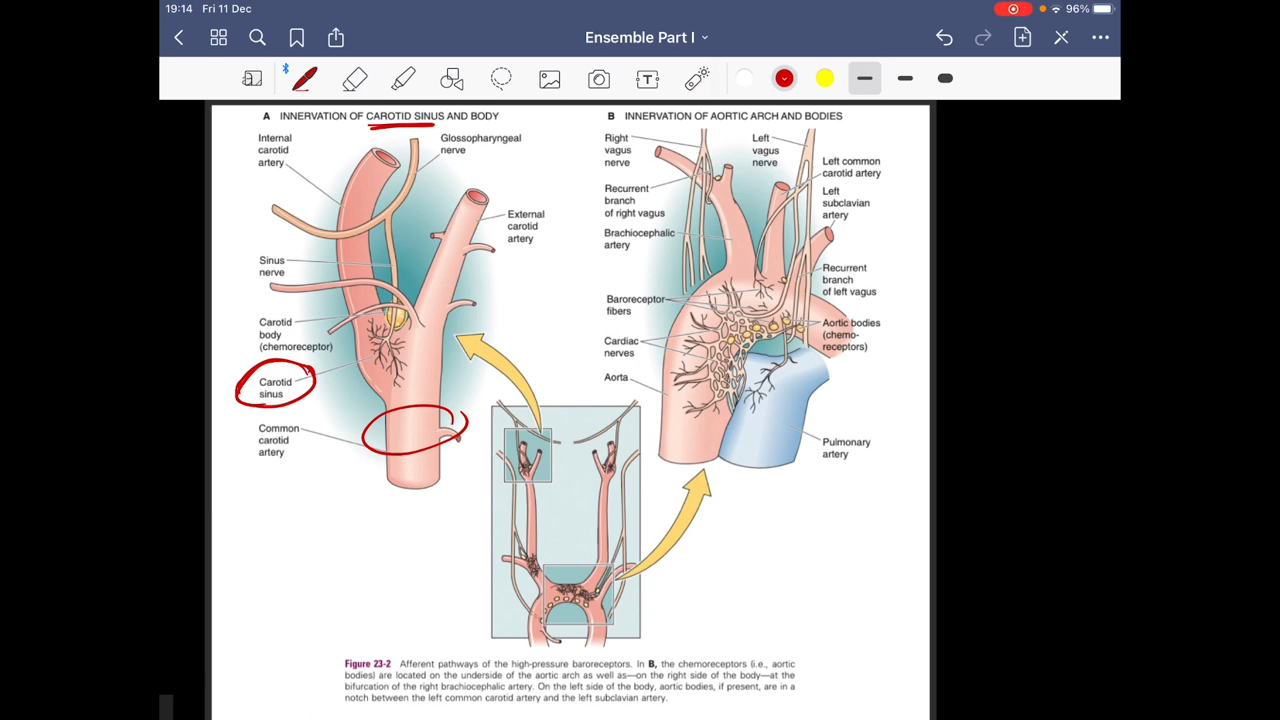 19:14 Fri 11 Dec
96%
Ensemble Part I
A INNERVATION OF CAROTID SINUS AND BODY
Internal
carotid
artery
Glossopharyngeal
nerve
External
carotid
artery
Sinus
nerve
Carotid
body
(chemoreceptor)
Carotid
sinus
Common
carotid
artery
B INNERVATION OF AORTIC ARCH AND BODIES
Right
vagus
nerve
Left
vagus
nerve
Left common
carotid artery
Left
subclavian
artery
Recurrent
branch
of right vagus
Brachiocephalic
artery
Recurrent
branch
of left vagus
Baroreceptor
fibers
Aortic bodies
(chemo-
receptors)
Cardiac
nerves
Aorta
Pulmonary
artery
Figure 23-2 Afferent pathways of the high-pressure baroreceptors. In B, the chemoreceptors (i.e., aortic
bodies) are located on the underside of the aortic arch as well as—on the right side of the body—at the
bifurcation of the right brachiocephalic artery. On the left side of the body, aortic bodies, if present, are in a
notch between the left common carotid artery and the left subclavian artery.